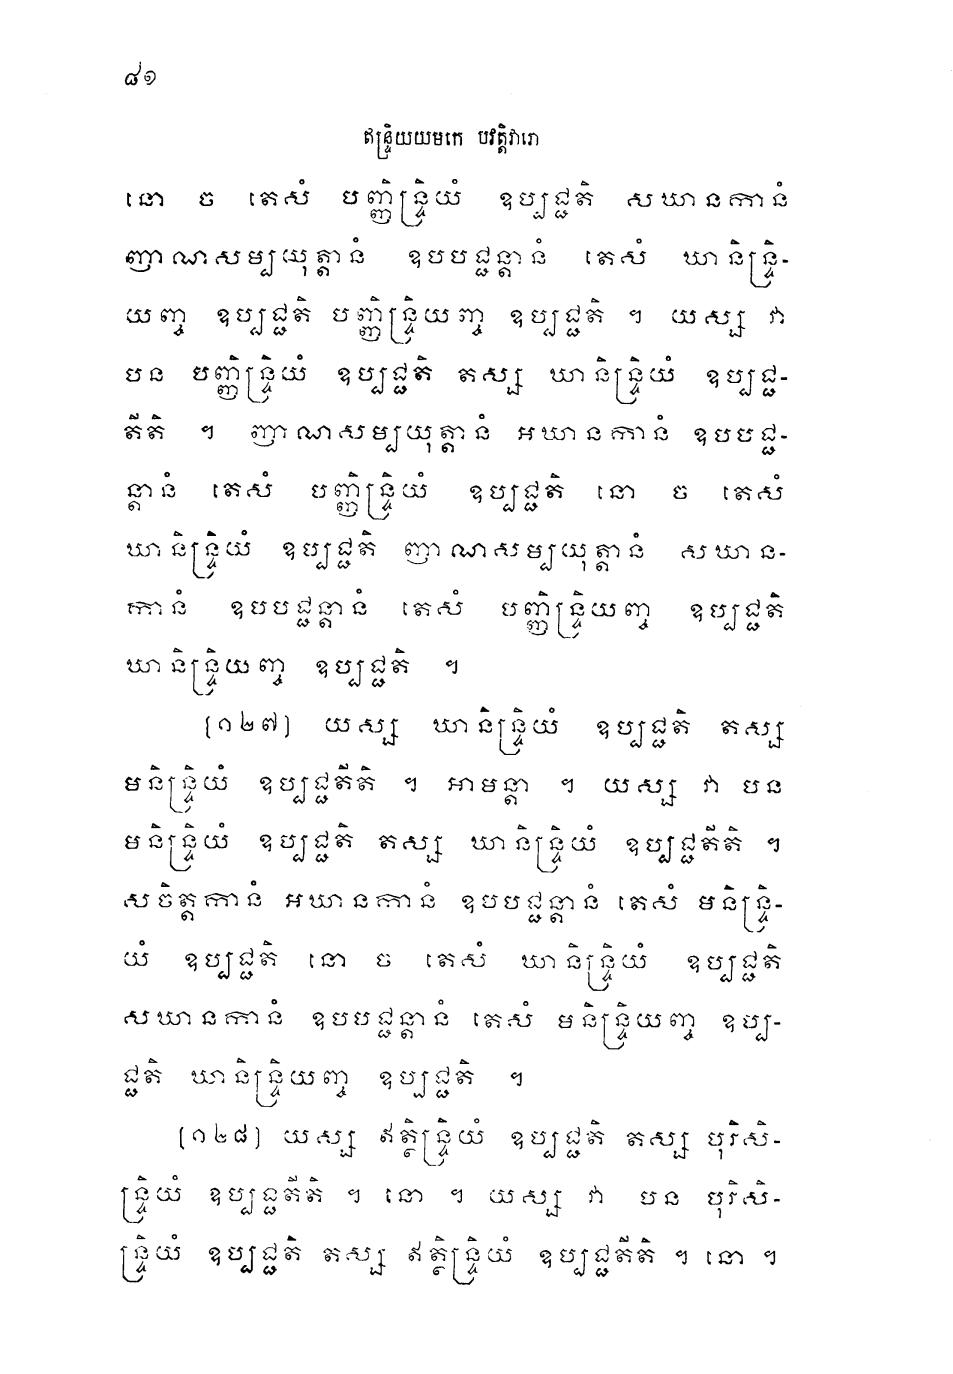 ៨១
ឥន្ទ្រិយយមកេ បវត្តិវារោ
នោ ច តេសំ បញ្ញិន្ទ្រិយំ ឧប្បជ្ជតិ សឃានកានំ
ញាណសម្បយុត្តានំ ឧបបជ្ជន្តានំ តេសំ ឃានិន្ទ្រិ-
យញ្ច ឧប្បជ្ជតិ បញ្ញិន្ទ្រិយញ្ច ឧប្បជ្ជតិ ។ យស្ស វា
បន បញ្ញិន្ទ្រិយំ ឧប្បជ្ជតិ តស្ស ឃានិន្ទ្រិយំ ឧប្បជ្ជ-
តីតិ ។ ញាណសម្បយុត្តានំ អឃានកានំ ឧបបជ្ជ-
ន្តានំ តេសំ បញ្ញិន្ទ្រិយំ ឧប្បជ្ជតិ នោ ច តេសំ
ឃានិន្ទ្រិយំ ឧប្បជ្ជតិ ញាណសម្បយុត្តានំ សឃាន-
កានំ ឧបបជ្ជន្តានំ តេសំ បញ្ញិន្ទ្រិយញ្ច ឧប្បជ្ជតិ
ឃានិន្ទ្រិយញ្ច ឧប្បជ្ជតិ ។
[១២៧] យស្ស ឃានិន្ទ្រិយំ ឧប្បជ្ជតិ តស្ស
មនិន្ទ្រិយំ ឧប្បជ្ជតីតិ ។ អាមន្តា ។ យស្ស វា បន
មនិន្ទ្រិយំ ឧប្បជ្ជតិ តស្ស ឃានិន្ទ្រិយំ ឧប្បជ្ជតីតិ ។
សចិត្តកានំ អឃានកានំ ឧបបជ្ជន្តានំ តេសំ មនិន្ទ្រិ-
យំ ឧប្បជ្ជតិ នោ ច តេសំ ឃានិន្ទ្រិយំ ឧប្បជ្ជតិ
សឃានកានំ ឧបបជ្ជន្តានំ តេសំ មនិន្ទ្រិយញ្ច ឧប្ប-
ជ្ជតិ ឃានិន្ទ្រិយញ្ច ឧប្បជ្ជតិ ។
[១២៨] យស្ស ឥត្ថិន្ទ្រិយំ ឧប្បជ្ជតិ តស្ស បុរិសិ-
ន្ទ្រិយំ ឧប្បជ្ជតីតិ ។ នោ ។ យស្ស វា បន បុរិសិ-
ន្ទ្រិយំ ឧប្បជ្ជតិ តស្ស ឥត្ថិន្ទ្រិយំ ឧប្បជ្ជតីតិ ។ នោ ។